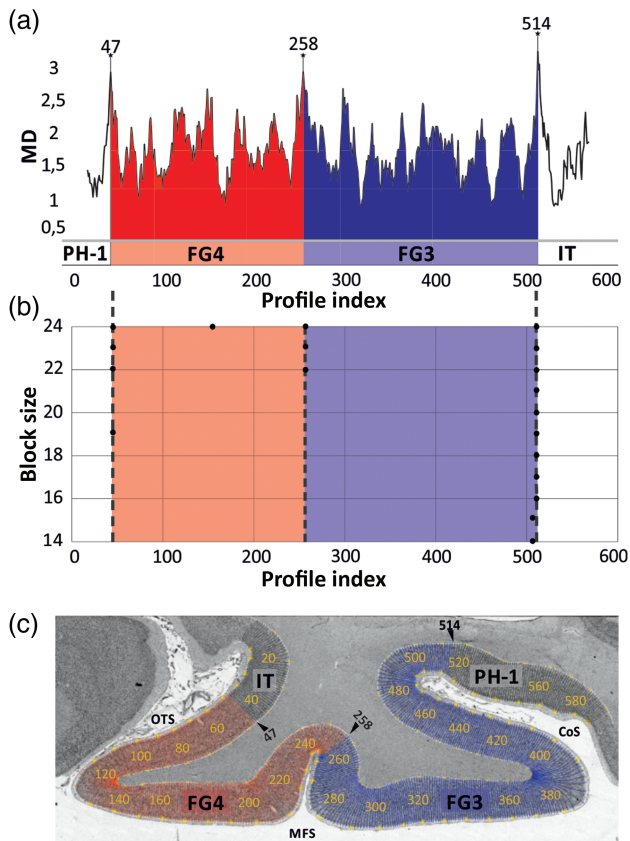 (a)
47 258 514
3
2,5
2
1,5
1
0,5
MD
PH-1 FG4 FG3 IT
0 100 200 300 400 500 600
Profile index
(b)
24
22
20
18
16
14
Block size
0 100 200 300 400 500 600
Profile index
(c)
514
20 500 520 PH-1
IT 480 560
40 580
OTS 60 47 258 460
CoS
80 240 440
100 260 420 400
120 220
140 160 200 280 300 320 360 380
FG4 FG3
MFS